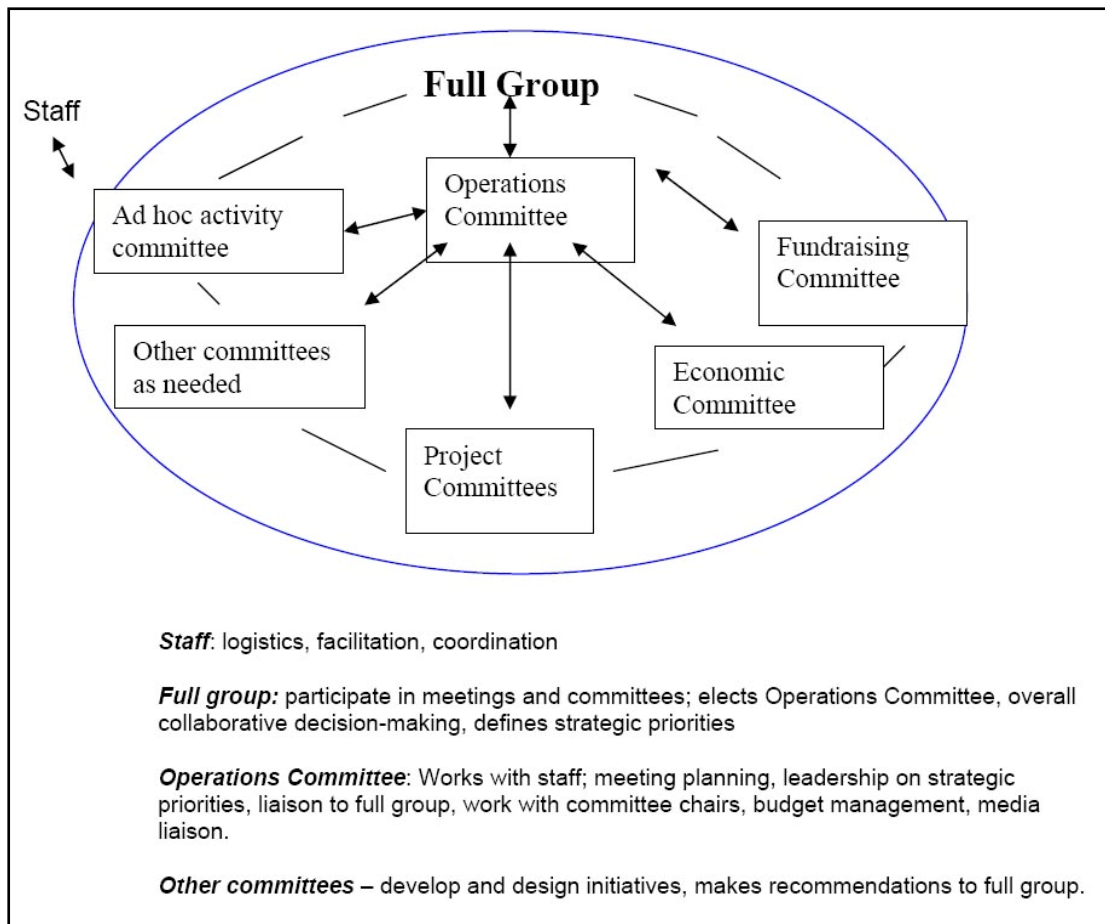 Full Group
Staff
Operations
Committee
Ad hoc activity
committee
Fundraising
Committee
Other committees
as needed
Economic
Committee
Project
Committees
Staff: logistics, facilitation, coordination
Full group: participate in meetings and committees; elects Operations Committee, overall
collaborative decision-making, defines strategic priorities
Operations Committee: Works with staff; meeting planning, leadership on strategic
priorities, liaison to full group, work with committee chairs, budget management, media
liaison.
Other committees – develop and design initiatives, makes recommendations to full group.